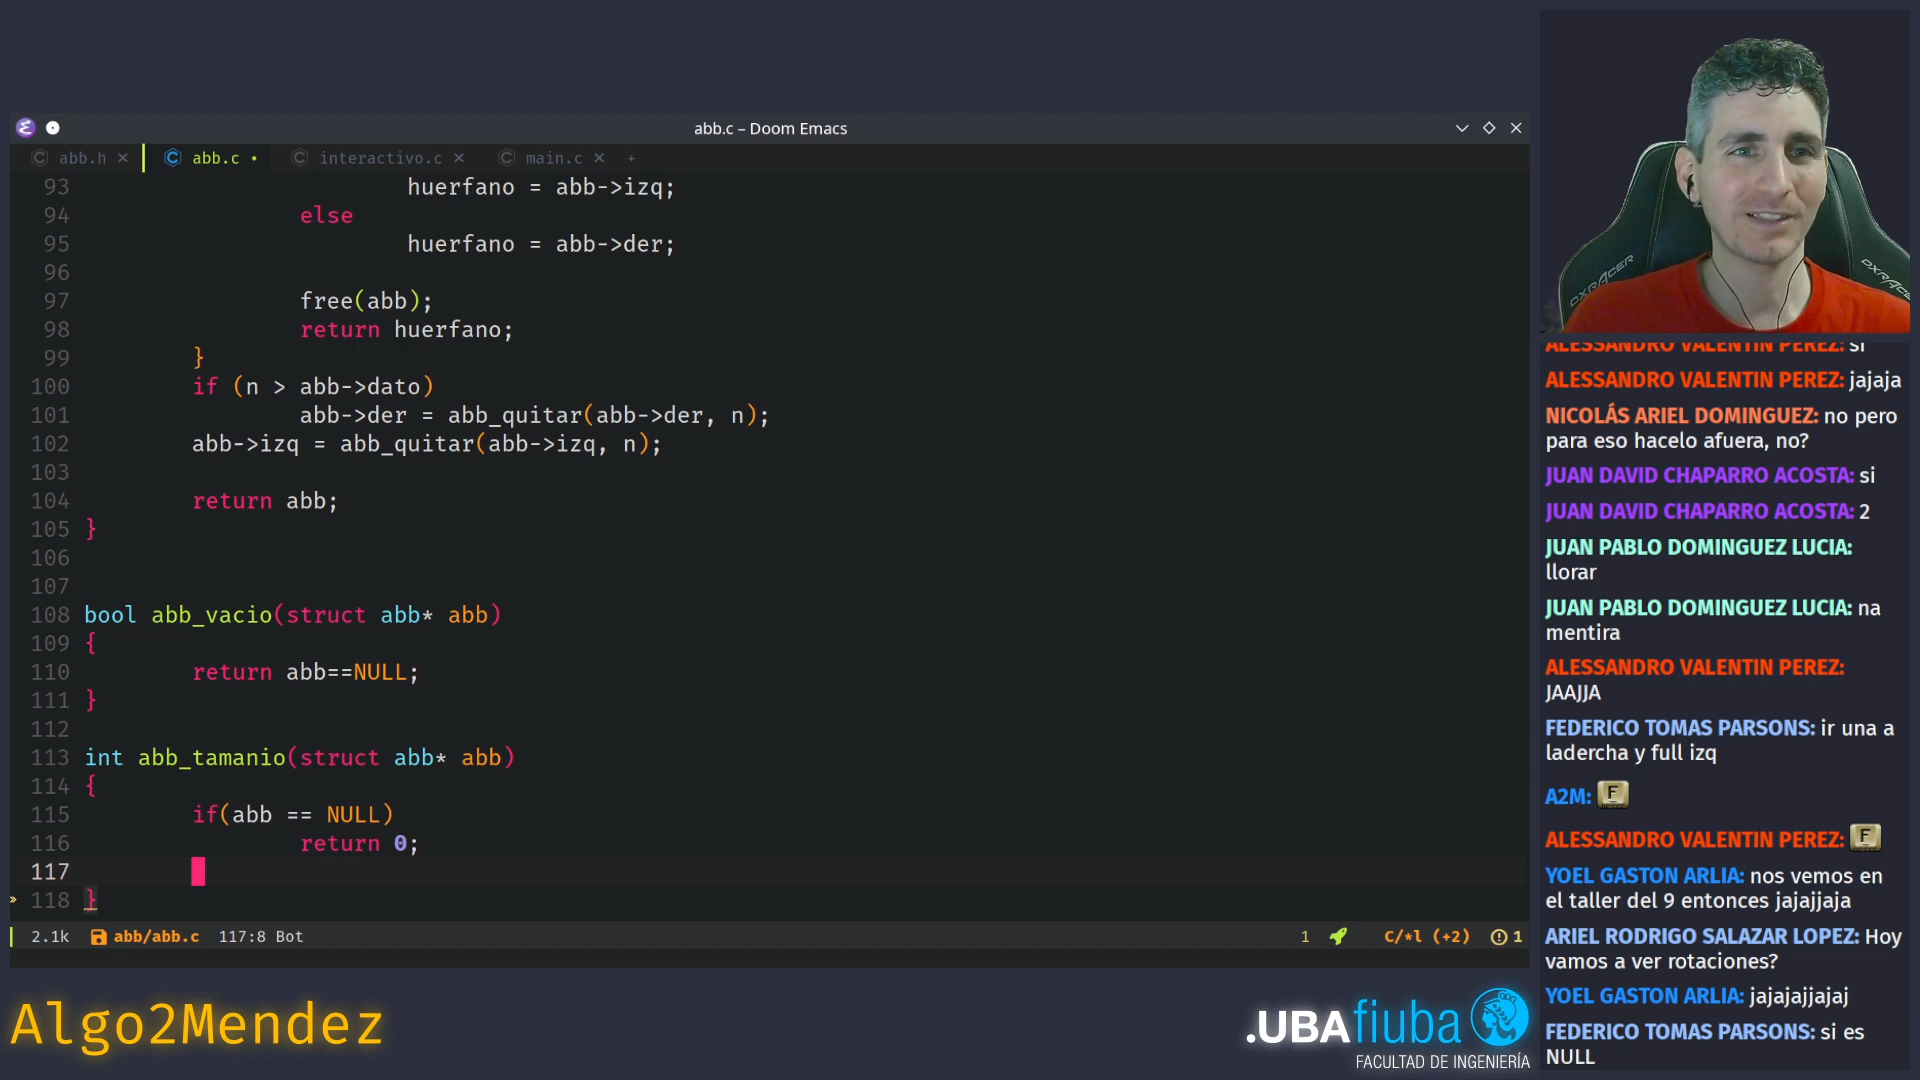 abb.c – Doom Emacs
abb.h abb.c • interactivo.c main.c +
93 huerfano = abb->izq;
94 else
95 huerfano = abb->der;
96
97 free(abb);
98 return huerfano;
99 }
100 if (n > abb->dato)
101 abb->der = abb_quitar(abb->der, n);
102 abb->izq = abb_quitar(abb->izq, n);
103
104 return abb;
105 }
106
107
108 bool abb_vacio(struct abb* abb)
109 {
110 return abb==NULL;
111 }
112
113 int abb_tamanio(struct abb* abb)
114 {
115 if(abb == NULL)
116 return 0;
117
» 118 }
2.1k abb/abb.c 117:8 Bot 1 C/*l (+2) 1
Algo2Mendez
.UBAfiuba
FACULTAD DE INGENIERÍA
DXRACER
DXRACER
ALESSANDRO VALENTIN PEREZ: si
ALESSANDRO VALENTIN PEREZ: jajaja
NICOLÁS ARIEL DOMINGUEZ: no pero
para eso hacelo afuera, no?
JUAN DAVID CHAPARRO ACOSTA: si
JUAN DAVID CHAPARRO ACOSTA: 2
JUAN PABLO DOMINGUEZ LUCIA:
llorar
JUAN PABLO DOMINGUEZ LUCIA: na
mentira
ALESSANDRO VALENTIN PEREZ:
JAAJJA
FEDERICO TOMAS PARSONS: ir una a
ladercha y full izq
A2M: F
ALESSANDRO VALENTIN PEREZ: F
YOEL GASTON ARLIA: nos vemos en
el taller del 9 entonces jajajjaja
ARIEL RODRIGO SALAZAR LOPEZ: Hoy
vamos a ver rotaciones?
YOEL GASTON ARLIA: jajajajjajaj
FEDERICO TOMAS PARSONS: si es
NULL